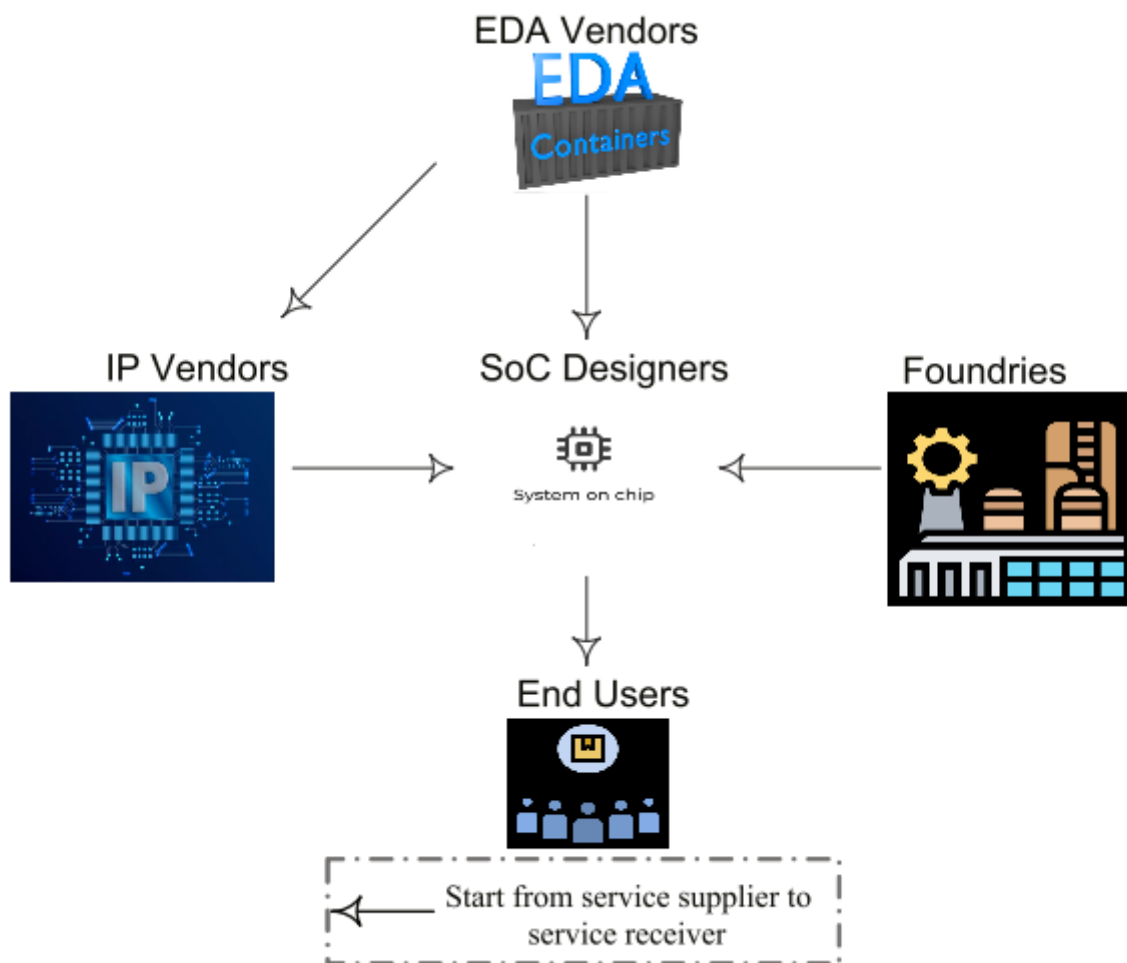 EDA Vendors
EDA
Containers
IP Vendors
SoC Designers
Foundries
IP
System on chip
End Users
Start from service supplier to
service receiver